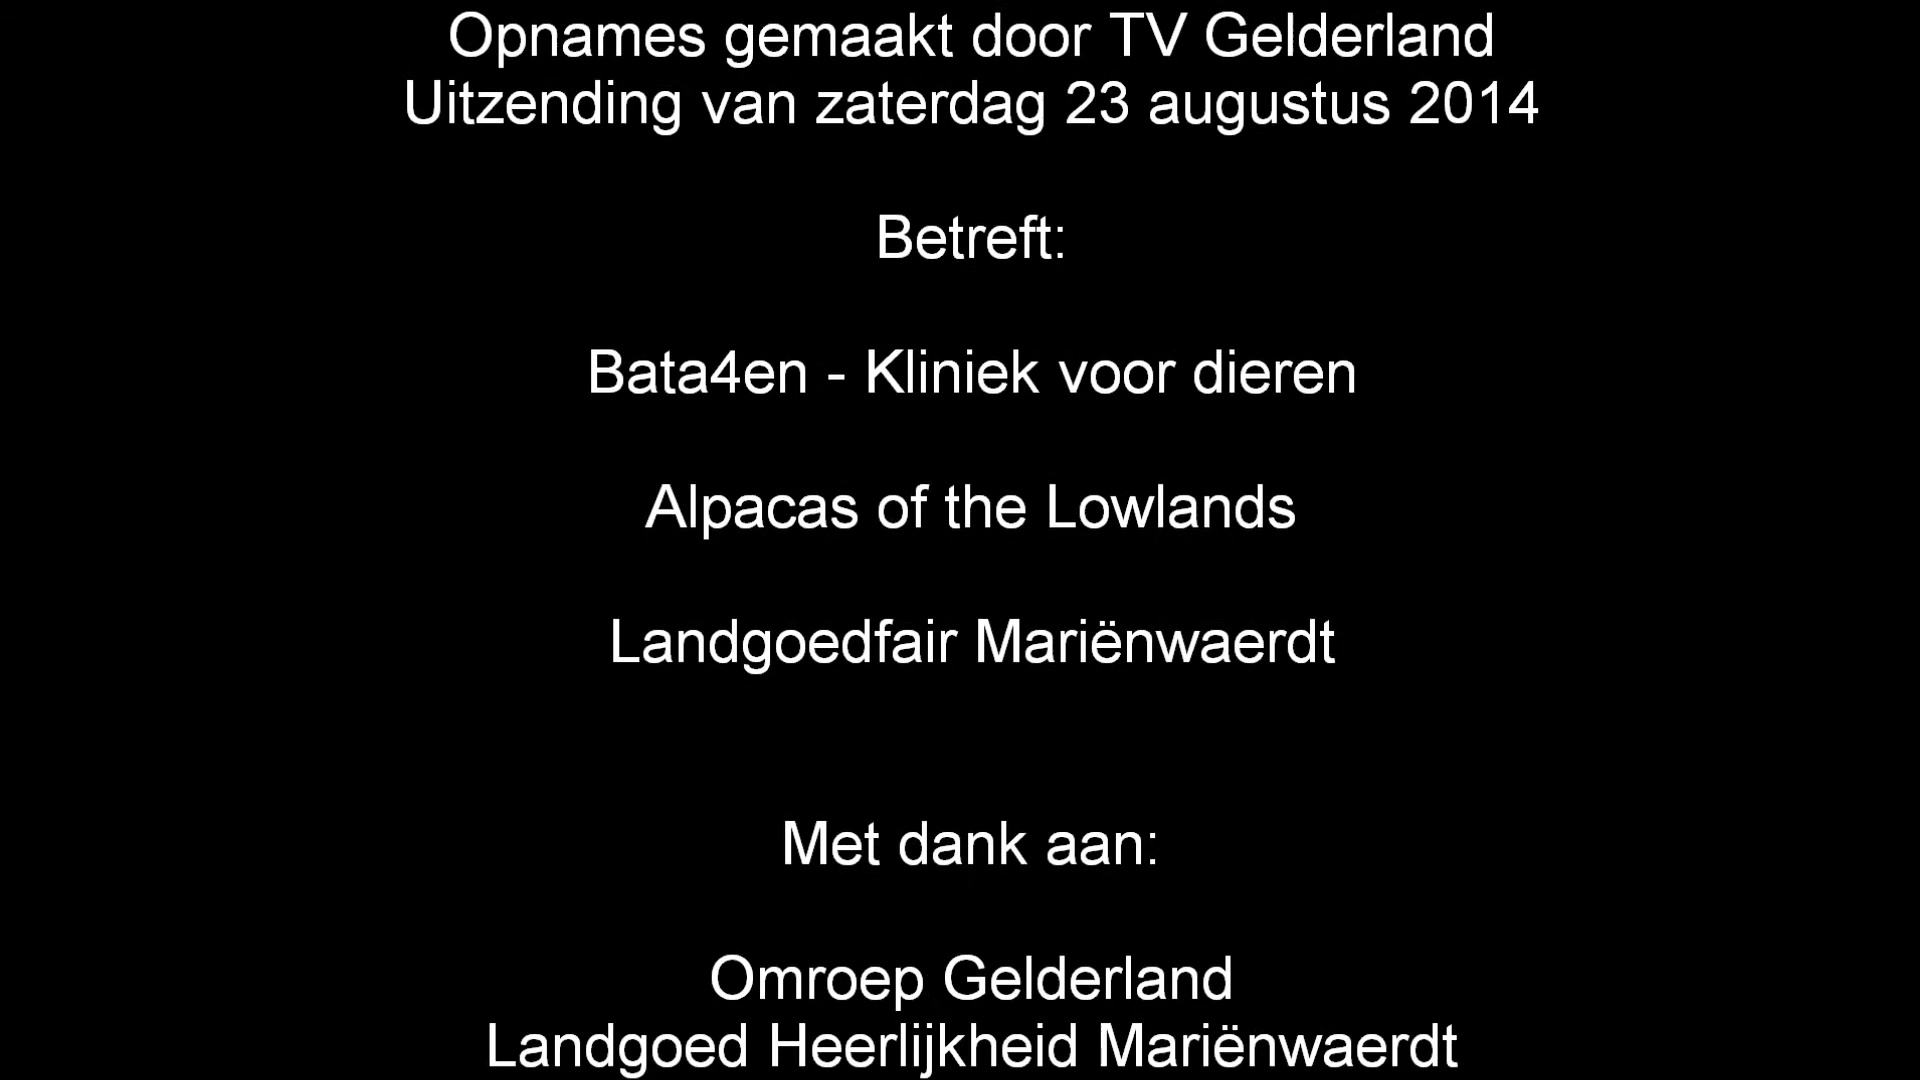 Opnames gemaakt door TV Gelderland
Uitzending van zaterdag 23 augustus 2014
Betreft:
Bata4en - Kliniek voor dieren
Alpacas of the Lowlands
Landgoedfair Mariënwaerdt
Met dank aan:
Omroep Gelderland
Landgoed Heerlijkheid Mariënwaerdt